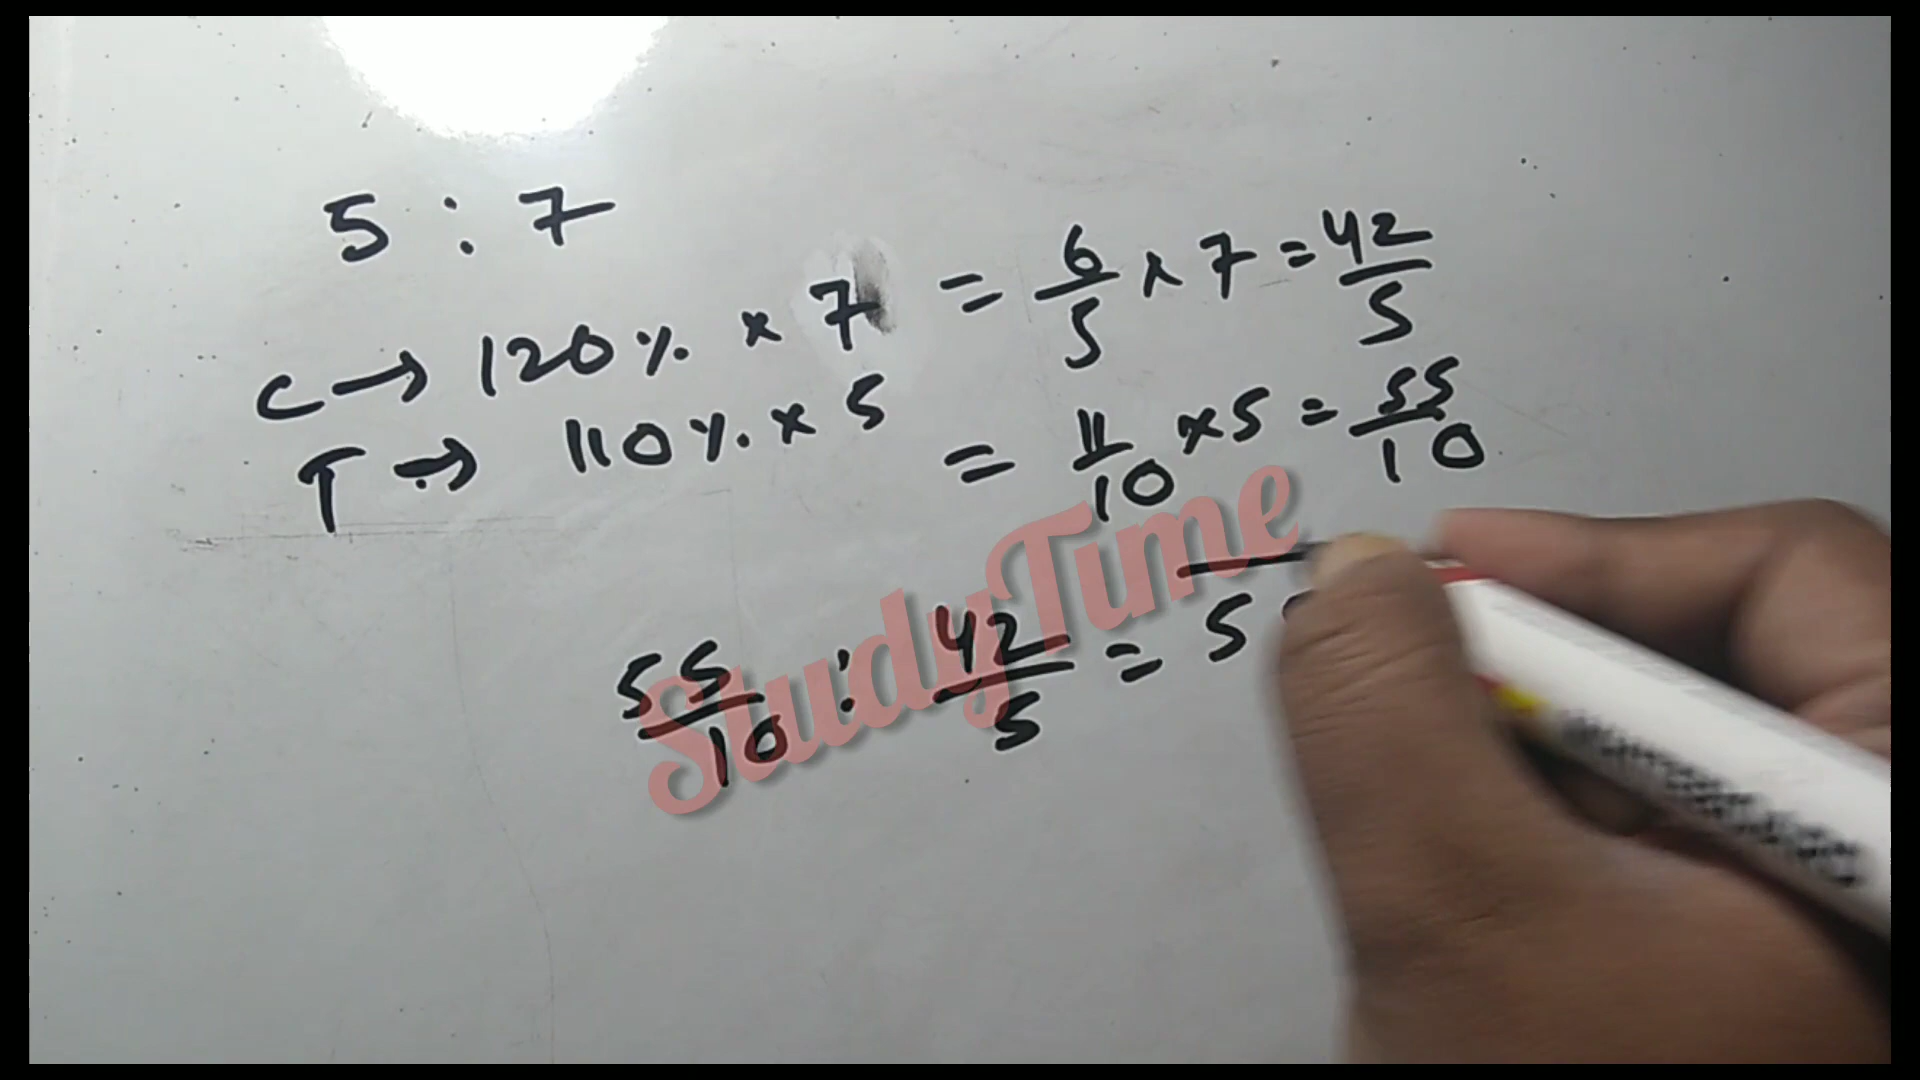 5 : 7
C → 120% × 7 = 6/5 × 7 = 42/5
T → 110% × 5 = 11/10 × 5 = 55/10
55/10 : 42/5 = 5
StudyTime